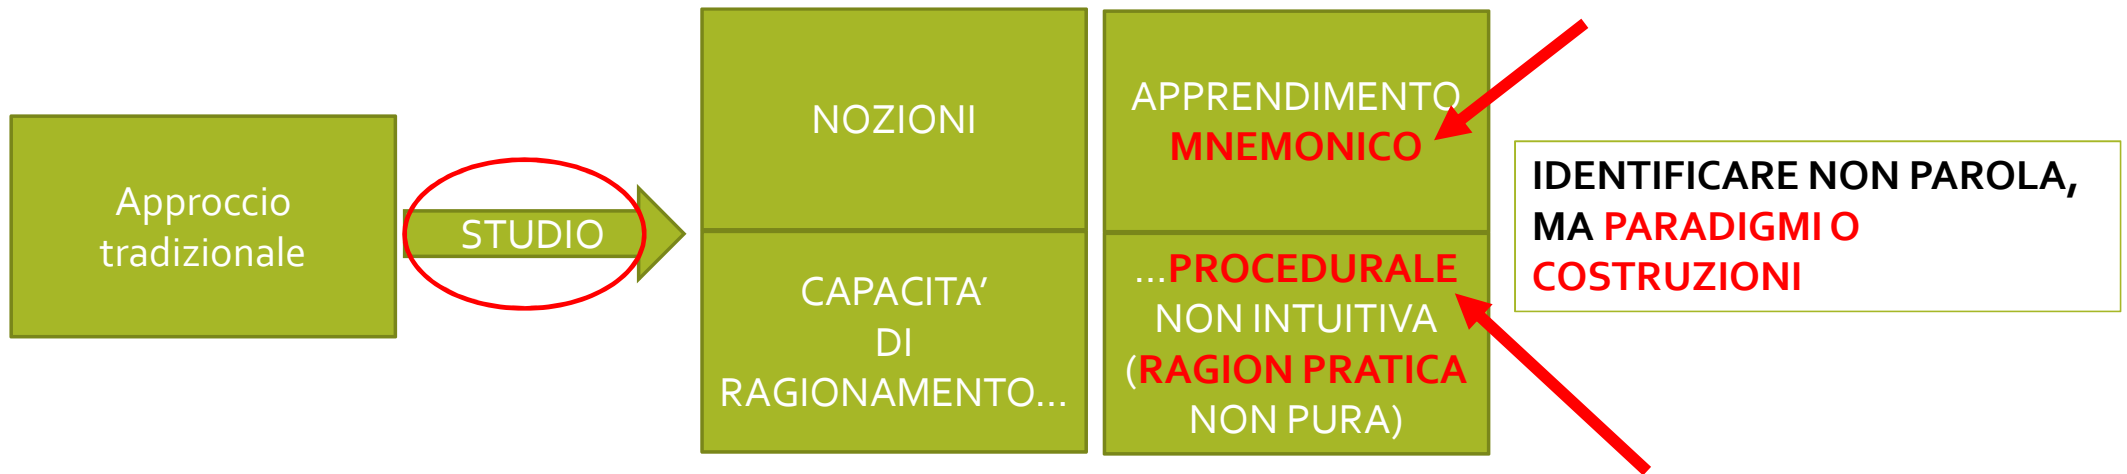 Approccio
tradizionale
STUDIO
NOZIONI
CAPACITA’
DI
RAGIONAMENTO…
APPRENDIMENTO
MNEMONICO
…PROCEDURALE
NON INTUITIVA
(RAGION PRATICA
NON PURA)
IDENTIFICARE NON PAROLA,
MA PARADIGMI O
COSTRUZIONI